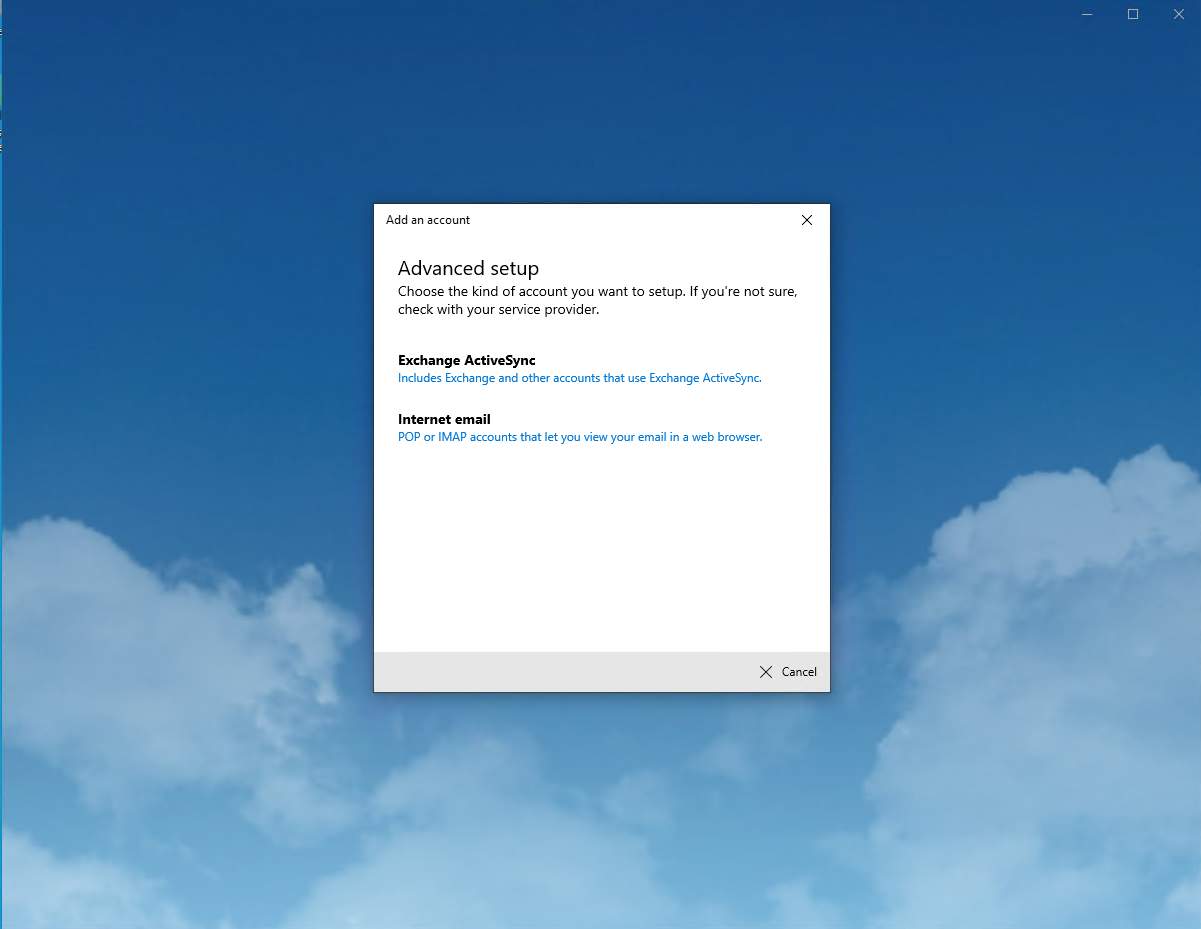 Add an account
Advanced setup
Choose the kind of account you want to setup. If you're not sure,
check with your service provider.
Exchange ActiveSync
Includes Exchange and other accounts that use Exchange ActiveSync.
Internet email
POP or IMAP accounts that let you view your email in a web browser.
Cancel